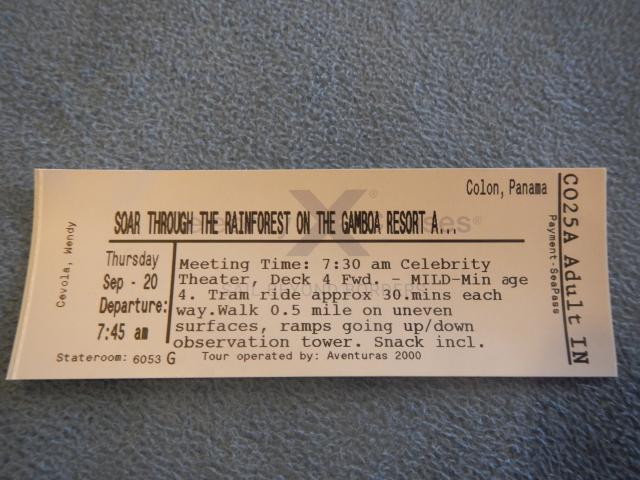 Colon, Panama
SOAR THROUGH THE RAINFOREST ON THE GAMBOA RESORT A...
Cevola, Wendy
Thursday
Sep - 20
Departure:
7:45 am
Meeting Time: 7:30 am Celebrity
Theater, Deck 4 Fwd. - MILD-Min age
4. Tram ride approx 30.mins each
way.Walk 0.5 mile on uneven
surfaces, ramps going up/down
observation tower. Snack incl.
Stateroom: 6053 G
Tour operated by: Aventuras 2000
CO25A Adult IN
Payment:SeaPass